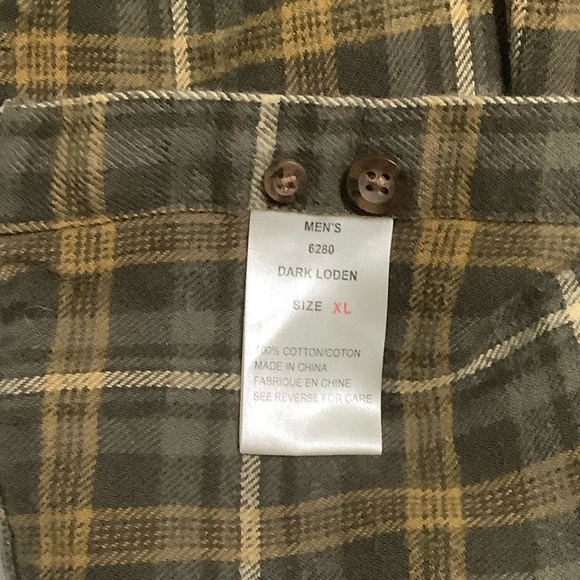 MEN'S
6280
DARK LODEN
SIZE XL
100% COTTON/COTON
MADE IN CHINA
FABRIQUE EN CHINE
SEE REVERSE FOR CARE